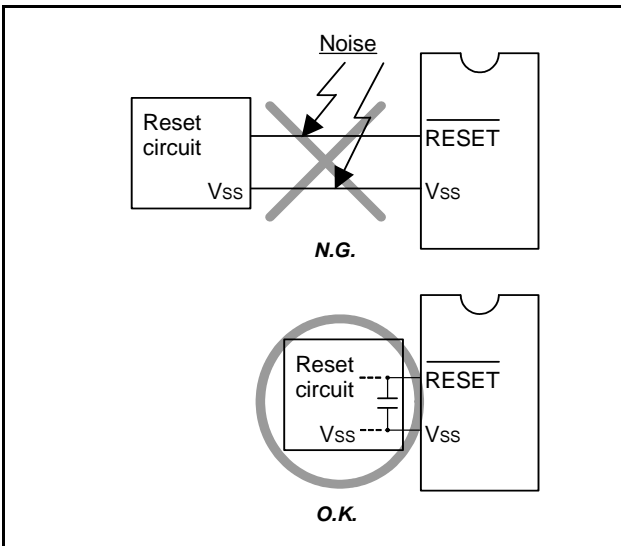 Noise
Reset
circuit
RESET
Vss
Vss
N.G.
Reset
circuit
RESET
Vss
Vss
O.K.